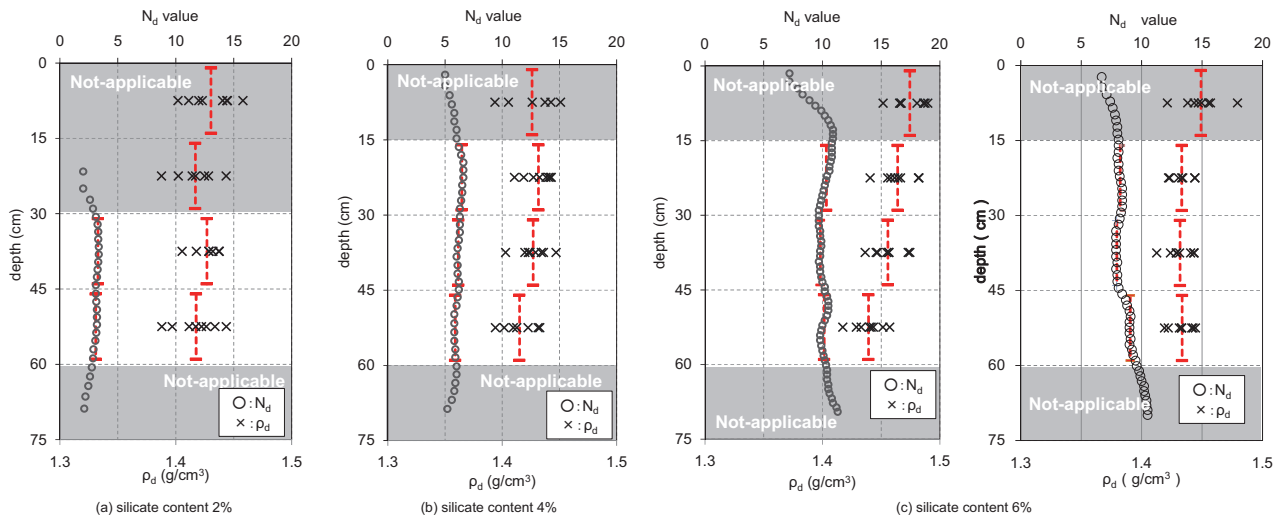 N_d value
0 5 10 15 20
0
15
30
45
60
75
depth (cm)
Not-applicable
Not-applicable
○ : N_d
× : ρ_d
1.3 1.4 1.5
ρ_d (g/cm³)
(a) silicate content 2%
N_d value
0 5 10 15 20
0
15
30
45
60
75
depth (cm)
Not-applicable
Not-applicable
○ : N_d
× : ρ_d
1.3 1.4 1.5
ρ_d (g/cm³)
(b) silicate content 4%
N_d value
0 5 10 15 20
0
15
30
45
60
75
depth (cm)
Not-applicable
Not-applicable
○ : N_d
× : ρ_d
1.3 1.4 1.5
ρ_d (g/cm³)
N_d value
0 5 10 15 20
0
15
30
45
60
75
depth ( cm )
Not-applicable
Not-applicable
○ : N_d
× : ρ_d
1.3 1.4 1.5
ρ_d ( g/cm³ )
(c) silicate content 6%